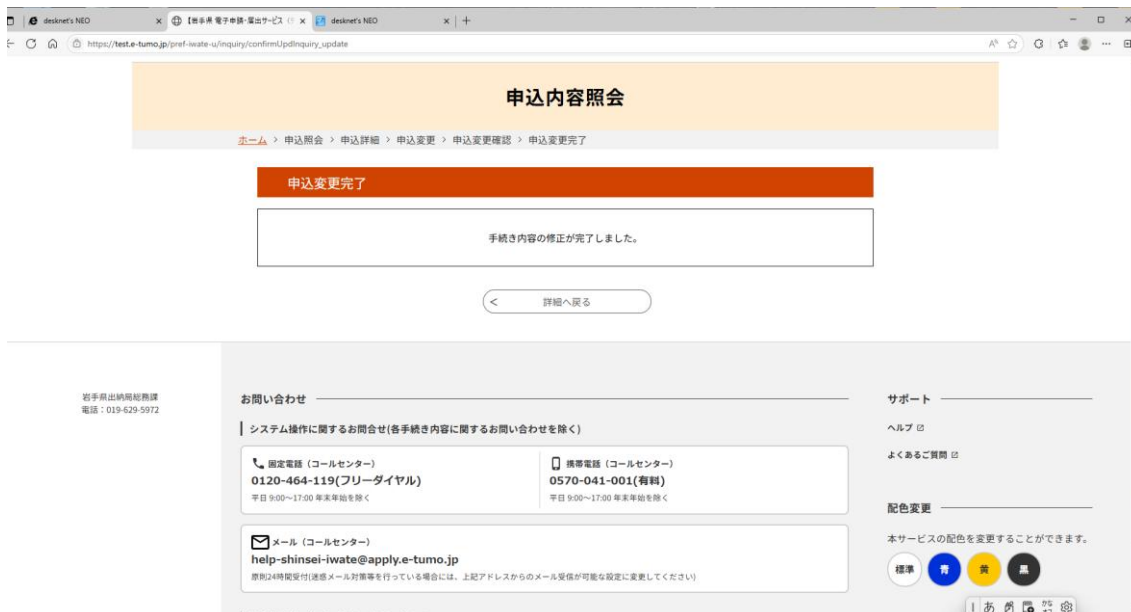 desknet's NEO
【岩手県 電子申請・届出サービス
desknet's NEO
https://test.e-tumo.jp/pref-iwate-u/inquiry/confirmUpdInquiry_update
申込内容照会
ホーム > 申込照会 > 申込詳細 > 申込変更 > 申込変更確認 > 申込変更完了
申込変更完了
手続き内容の修正が完了しました。
< 詳細へ戻る
岩手県出納局総務課
電話：019-629-5972
お問い合わせ
システム操作に関するお問合せ(各手続き内容に関するお問い合わせを除く)
固定電話（コールセンター）
0120-464-119(フリーダイヤル)
平日 9:00～17:00 年末年始を除く
携帯電話（コールセンター）
0570-041-001(有料)
平日 9:00～17:00 年末年始を除く
メール（コールセンター）
help-shinsei-iwate@apply.e-tumo.jp
原則24時間受付(迷惑メール対策等を行っている場合には、上記アドレスからのメール受信が可能な設定に変更してください)
サポート
ヘルプ
よくあるご質問
配色変更
本サービスの配色を変更することができます。
標準 青 黄 黒
あ